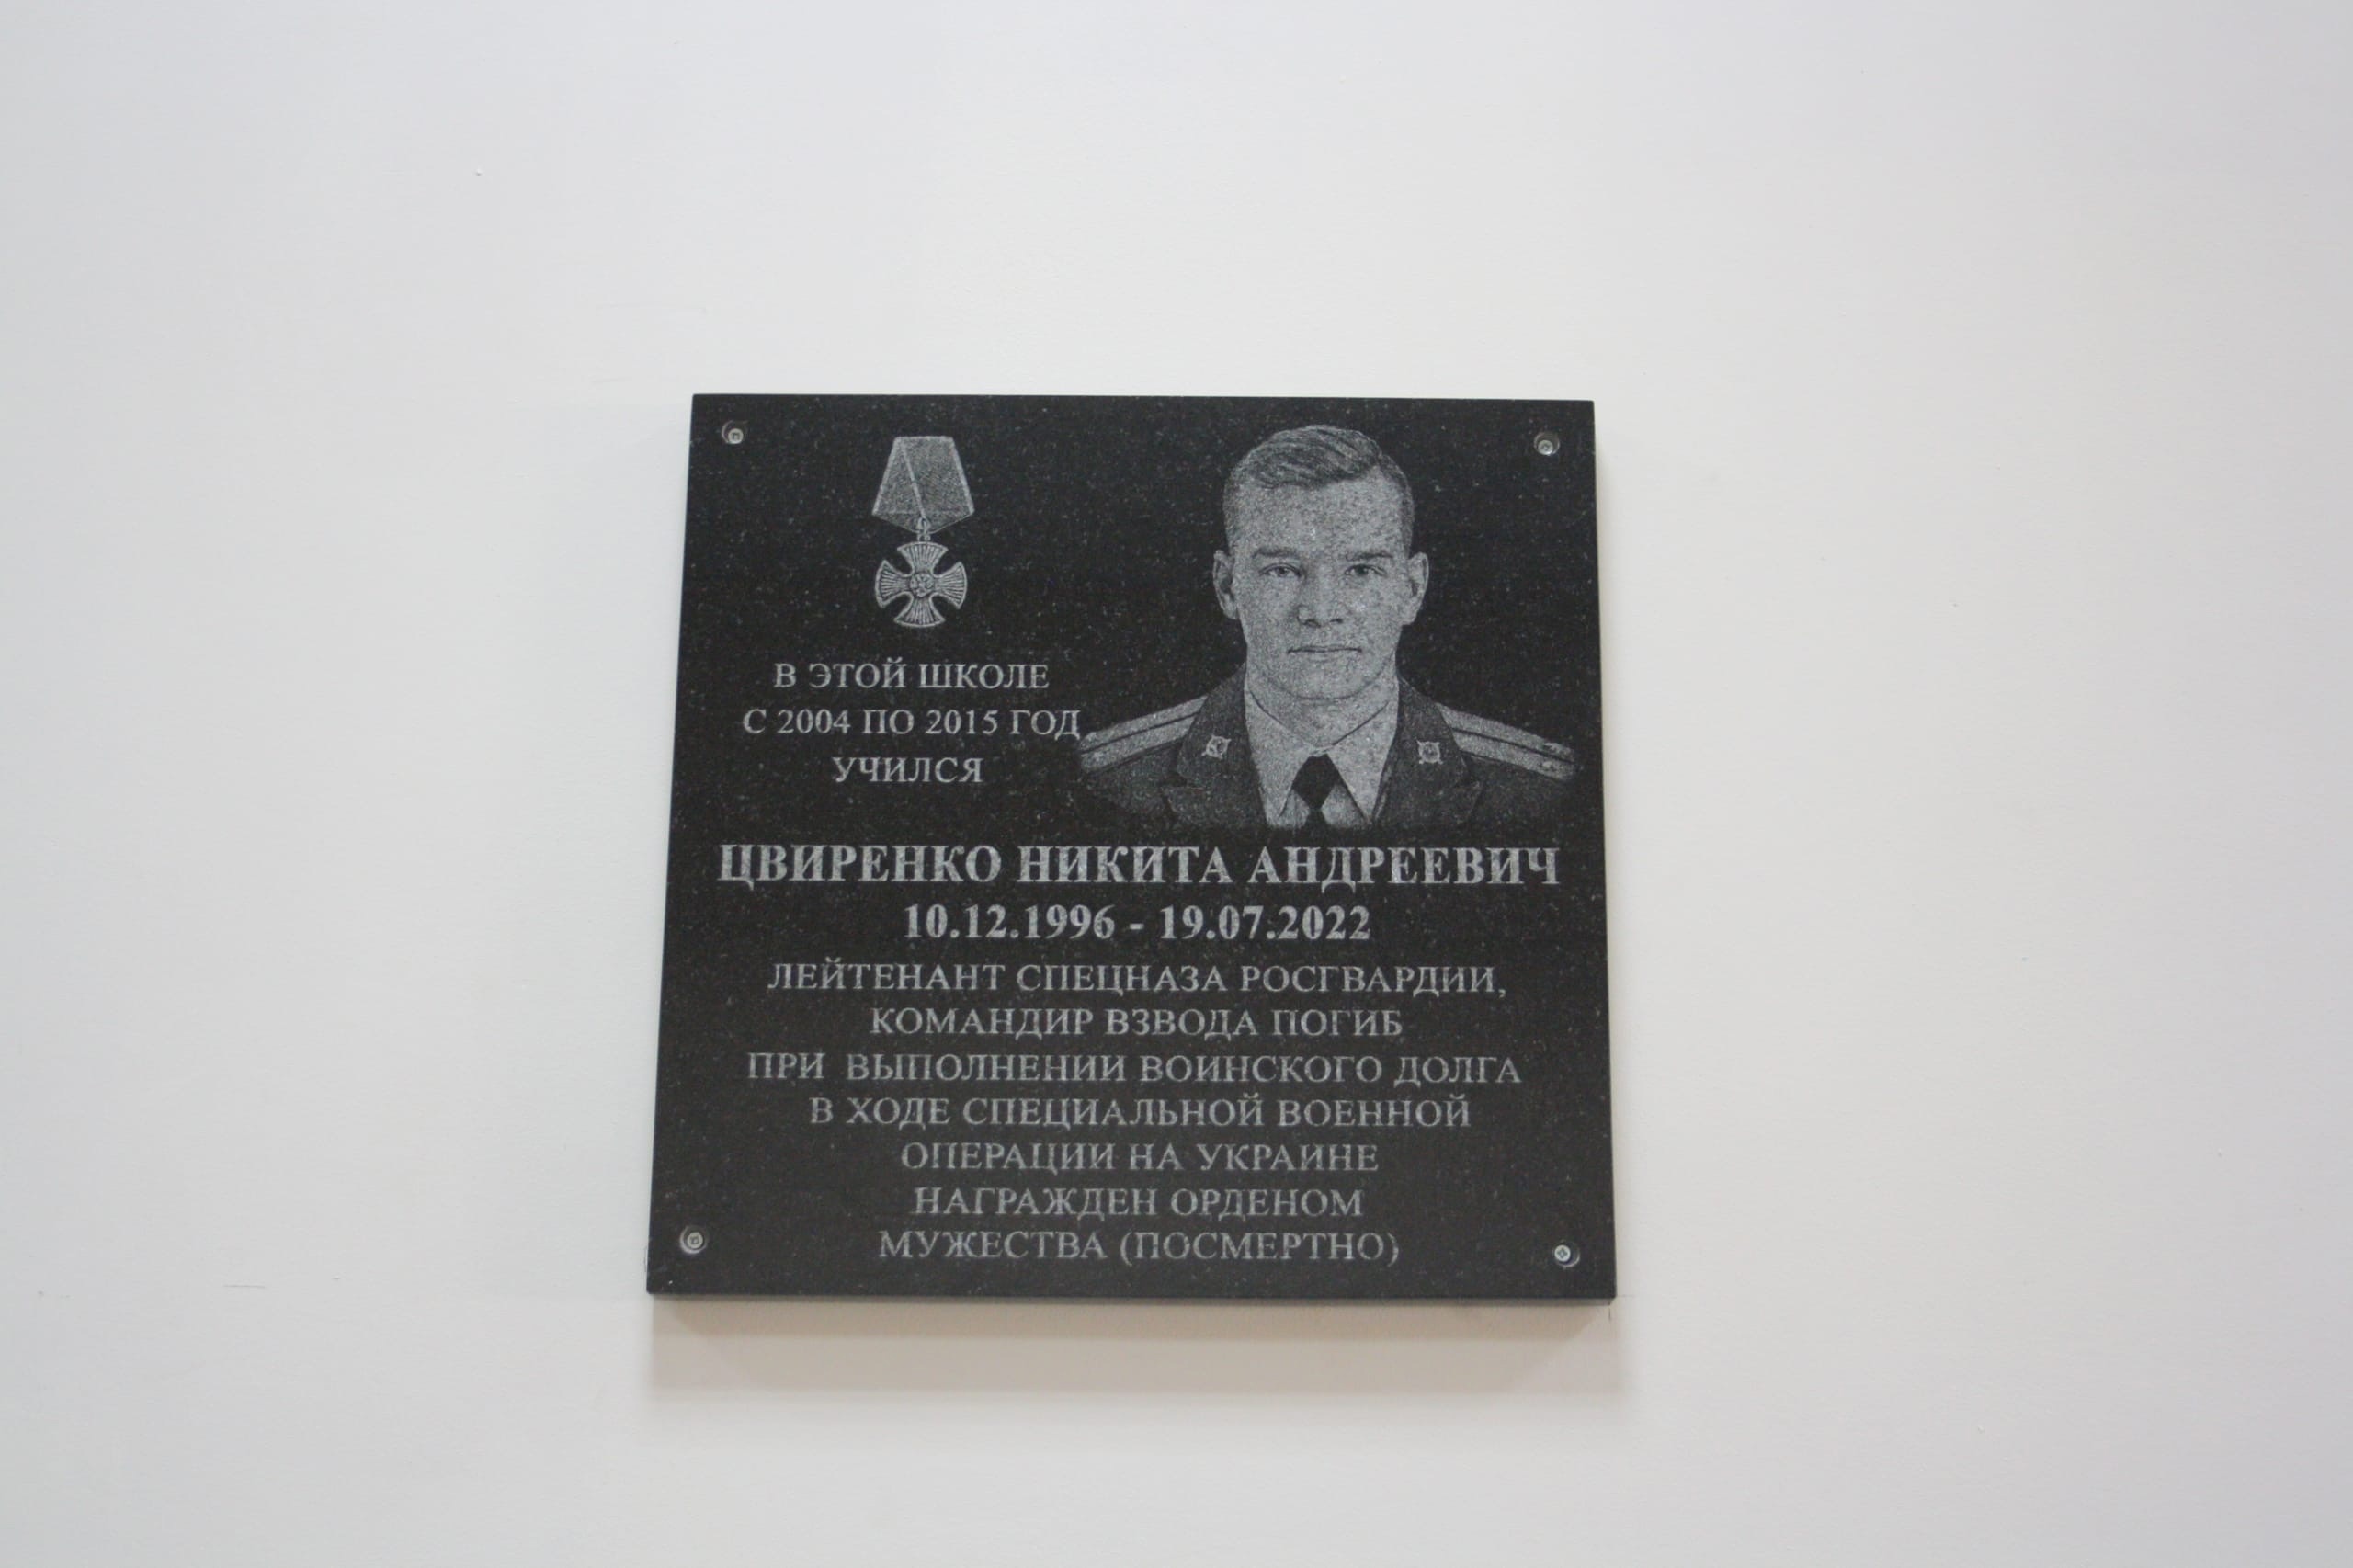 В ЭТОЙ ШКОЛЕ
С 2004 ПО 2015 ГОД
УЧИЛСЯ
ЦВИРЕНКО НИКИТА АНДРЕЕВИЧ
10.12.1996 - 19.07.2022
ЛЕЙТЕНАНТ СПЕЦНАЗА РОСГВАРДИИ,
КОМАНДИР ВЗВОДА ПОГИБ
ПРИ ВЫПОЛНЕНИИ ВОИНСКОГО ДОЛГА
В ХОДЕ СПЕЦИАЛЬНОЙ ВОЕННОЙ
ОПЕРАЦИИ НА УКРАИНЕ
НАГРАЖДЕН ОРДЕНОМ
МУЖЕСТВА (ПОСМЕРТНО)